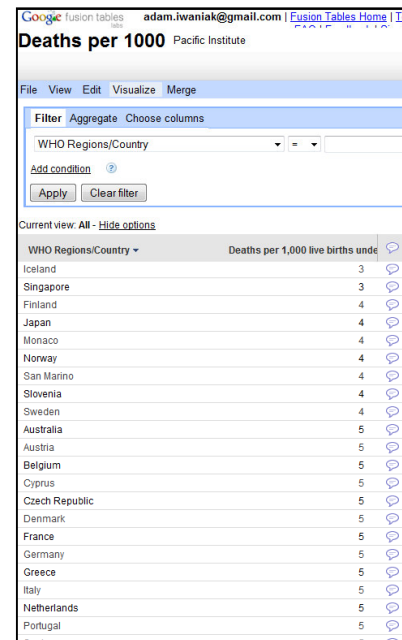 Google fusion tables adam.iwaniak@gmail.com | Fusion Tables Home | T
labs
Deaths per 1000 Pacific Institute
File View Edit Visualize Merge
Filter Aggregate Choose columns
WHO Regions/Country =
Add condition ?
Apply Clear filter
Current view: All - Hide options
WHO Regions/Country Deaths per 1,000 live births unde
Iceland 3
Singapore 3
Finland 4
Japan 4
Monaco 4
Norway 4
San Marino 4
Slovenia 4
Sweden 4
Australia 5
Austria 5
Belgium 5
Cyprus 5
Czech Republic 5
Denmark 5
France 5
Germany 5
Greece 5
Italy 5
Netherlands 5
Portugal 5